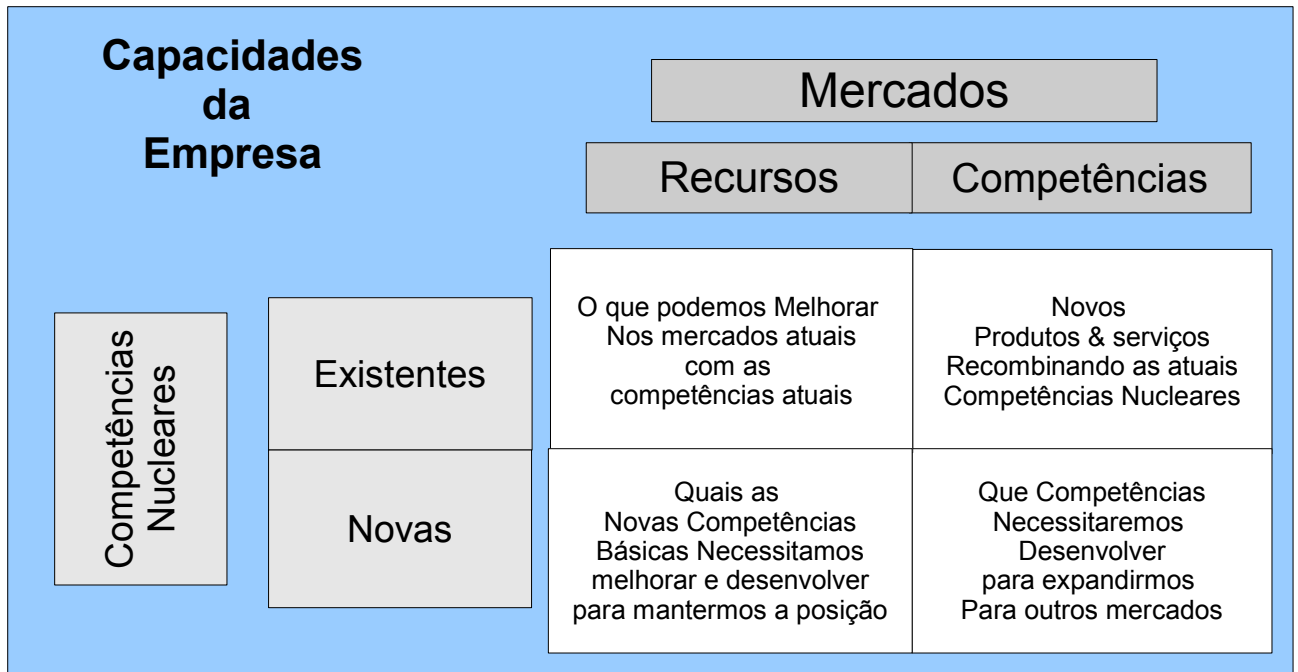 Capacidades
da
Empresa
Mercados
Recursos
Competências
Competências
Nucleares
Existentes
O que podemos Melhorar
Nos mercados atuais
com as
competências atuais
Novos
Produtos & serviços
Recombinando as atuais
Competências Nucleares
Novas
Quais as
Novas Competências
Básicas Necessitamos
melhorar e desenvolver
para mantermos a posição
Que Competências
Necessitaremos
Desenvolver
para expandirmos
Para outros mercados